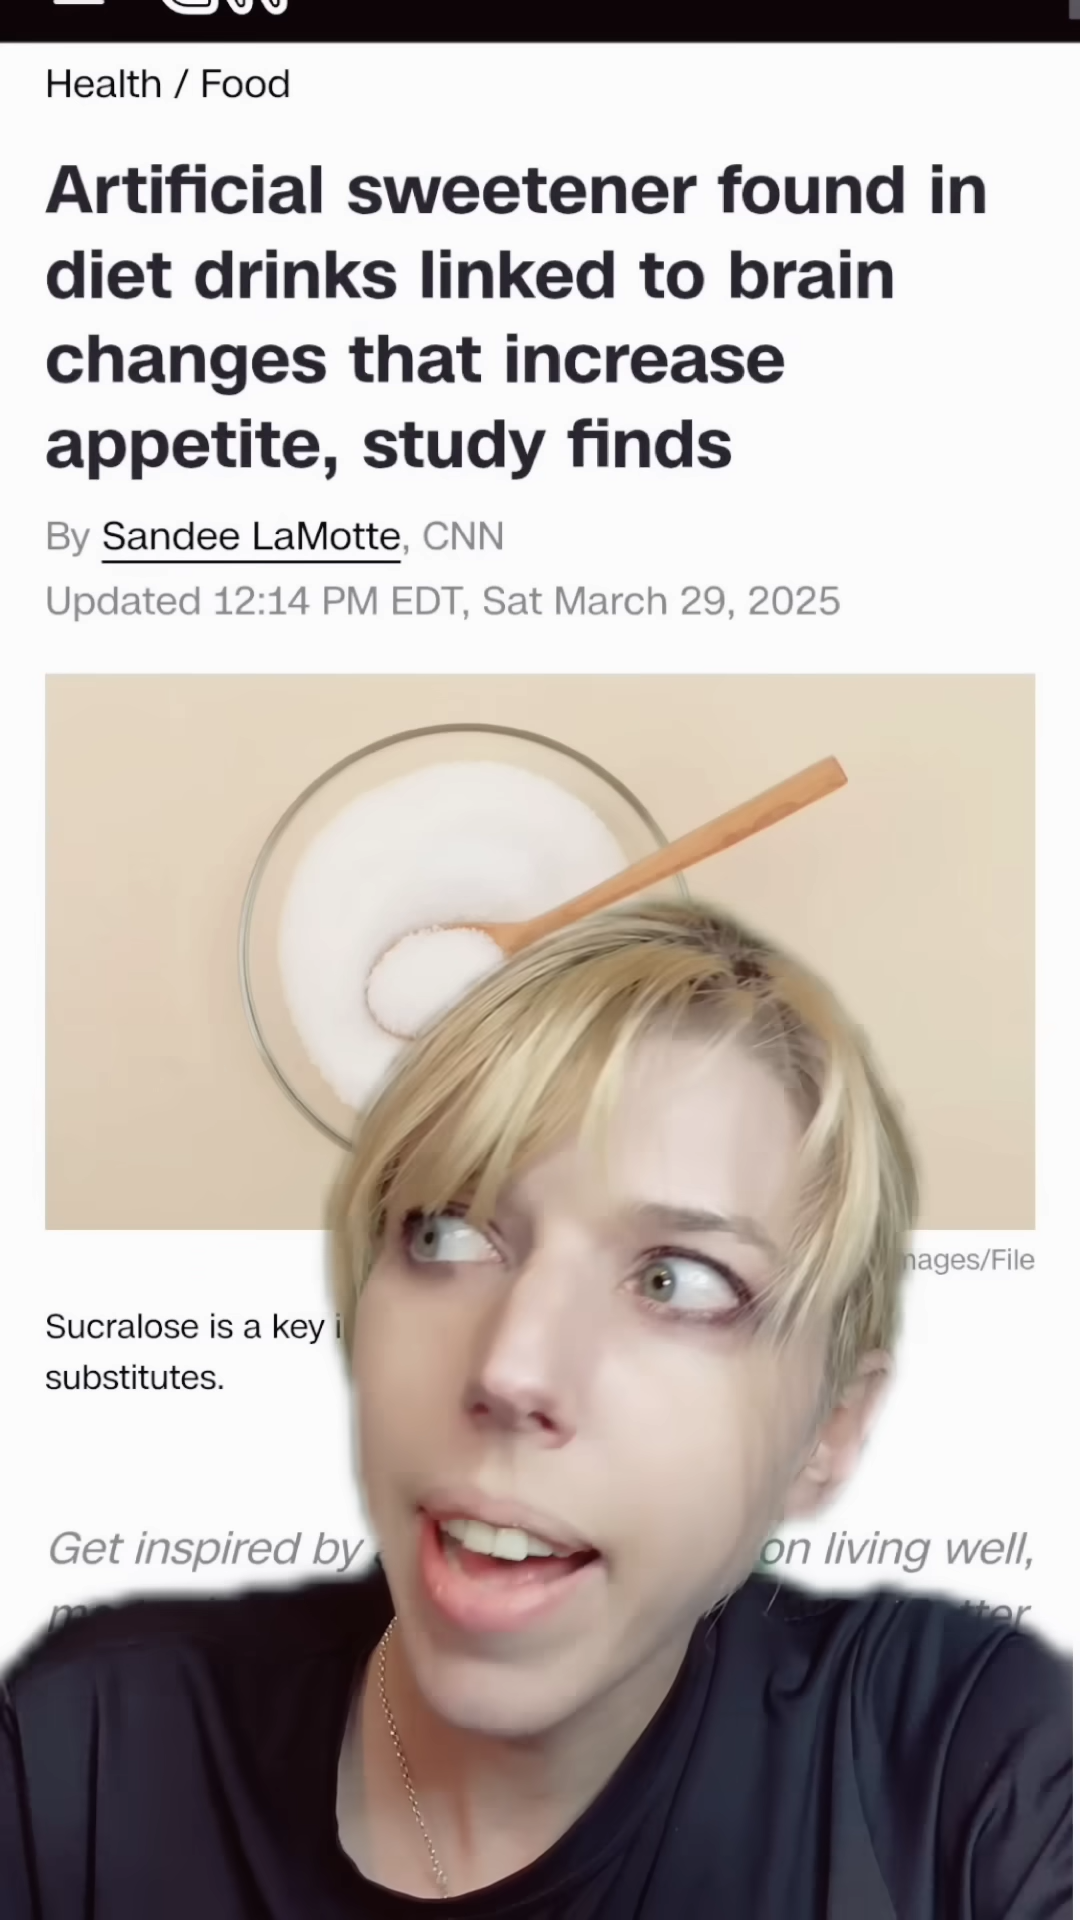 CNN
Health / Food
Artificial sweetener found in
diet drinks linked to brain
changes that increase
appetite, study finds
By Sandee LaMotte, CNN
Updated 12:14 PM EDT, Sat March 29, 2025
Sucralose is a key
substitutes.
Get inspired by on living well,